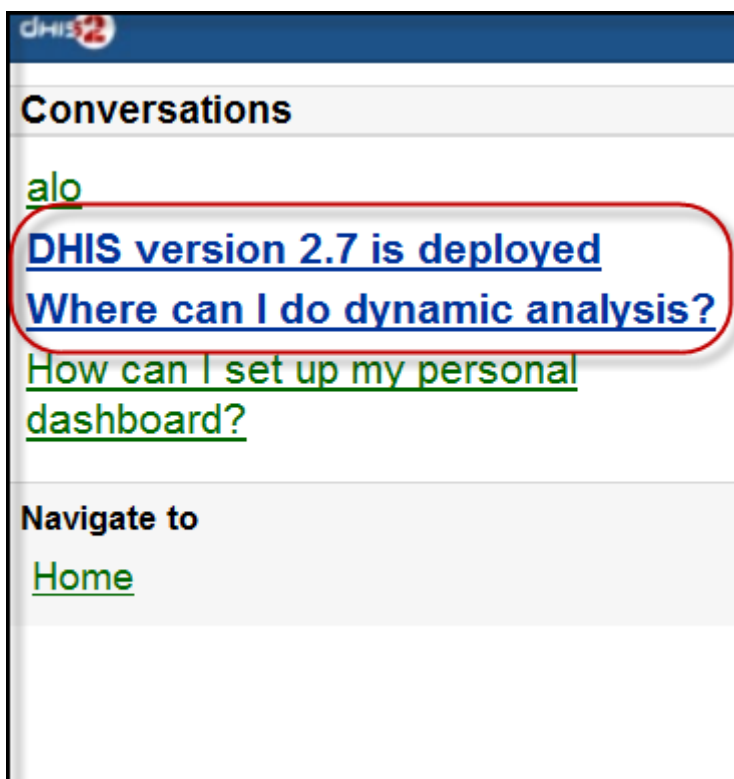 dHIS2
Conversations
alo
DHIS version 2.7 is deployed
Where can I do dynamic analysis?
How can I set up my personal
dashboard?
Navigate to
Home